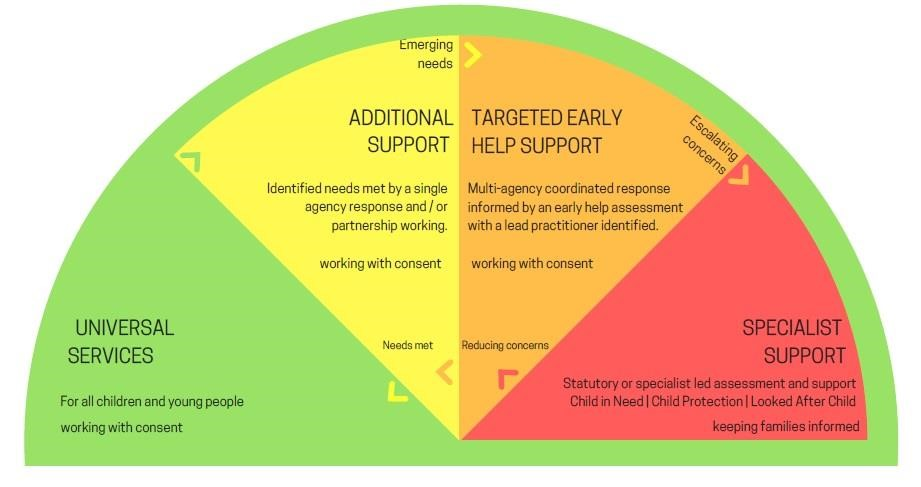 Emerging
needs
ADDITIONAL
SUPPORT
Identified needs met by a single
agency response and / or
partnership working.
working with consent
Needs met
TARGETED EARLY
HELP SUPPORT
Multi-agency coordinated response
informed by an early help assessment
with a lead practitioner identified.
working with consent
Reducing concerns
Escalating
concerns
UNIVERSAL
SERVICES
For all children and young people
working with consent
SPECIALIST
SUPPORT
Statutory or specialist led assessment and support
Child in Need | Child Protection | Looked After Child
keeping families informed